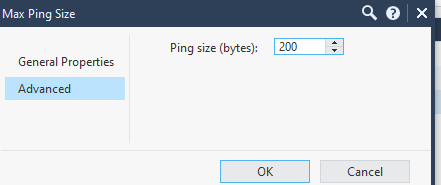 Max Ping Size
Ping size (bytes): 200
General Properties
Advanced
OK Cancel